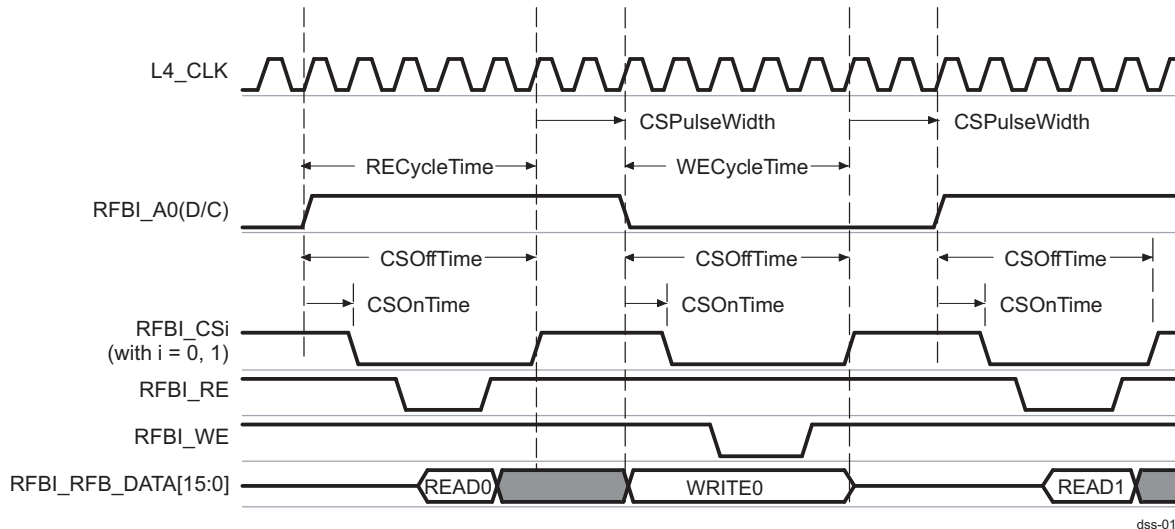 L4_CLK
CSPulseWidth CSPulseWidth
RECycleTime WECycleTime
RFBI_A0(D/C)
CSOffTime CSOffTime CSOffTime
CSOnTime CSOnTime CSOnTime
RFBI_CSi
(with i = 0, 1)
RFBI_RE
RFBI_WE
RFBI_RFB_DATA[15:0] READ0 WRITE0 READ1
dss-01